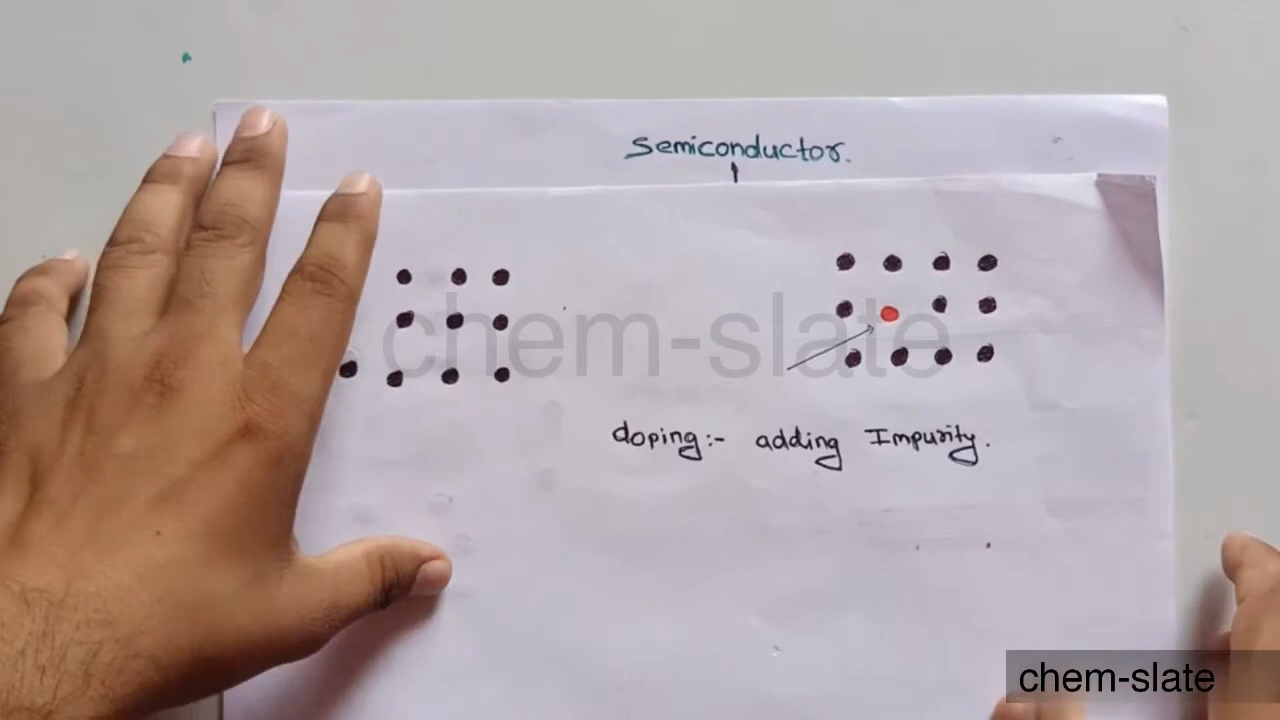 Semiconductor.
chem-slate
doping:- adding Impurity.
chem-slate